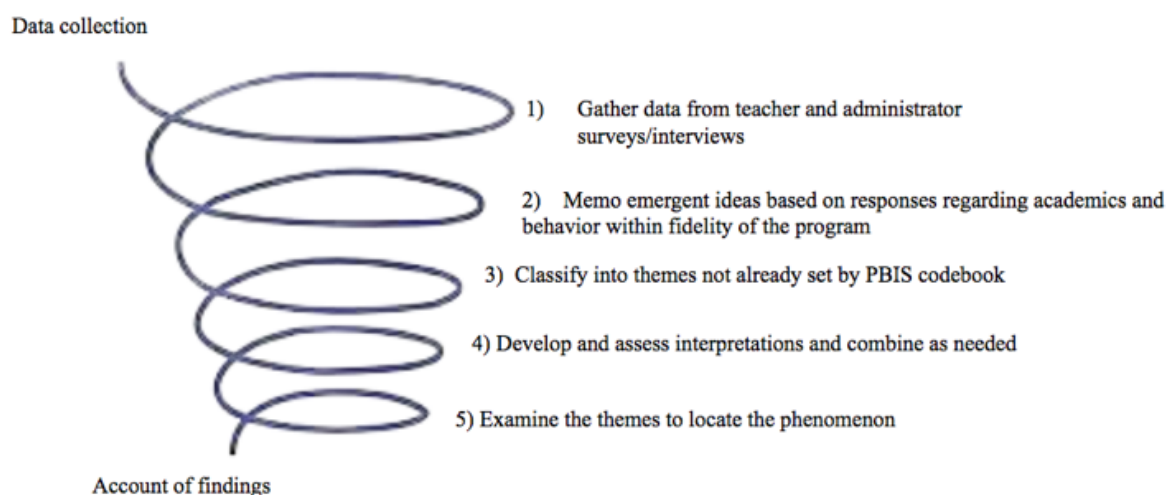 Data collection
1) Gather data from teacher and administrator
surveys/interviews
2) Memo emergent ideas based on responses regarding academics and
behavior within fidelity of the program
3) Classify into themes not already set by PBIS codebook
4) Develop and assess interpretations and combine as needed
5) Examine the themes to locate the phenomenon
Account of findings